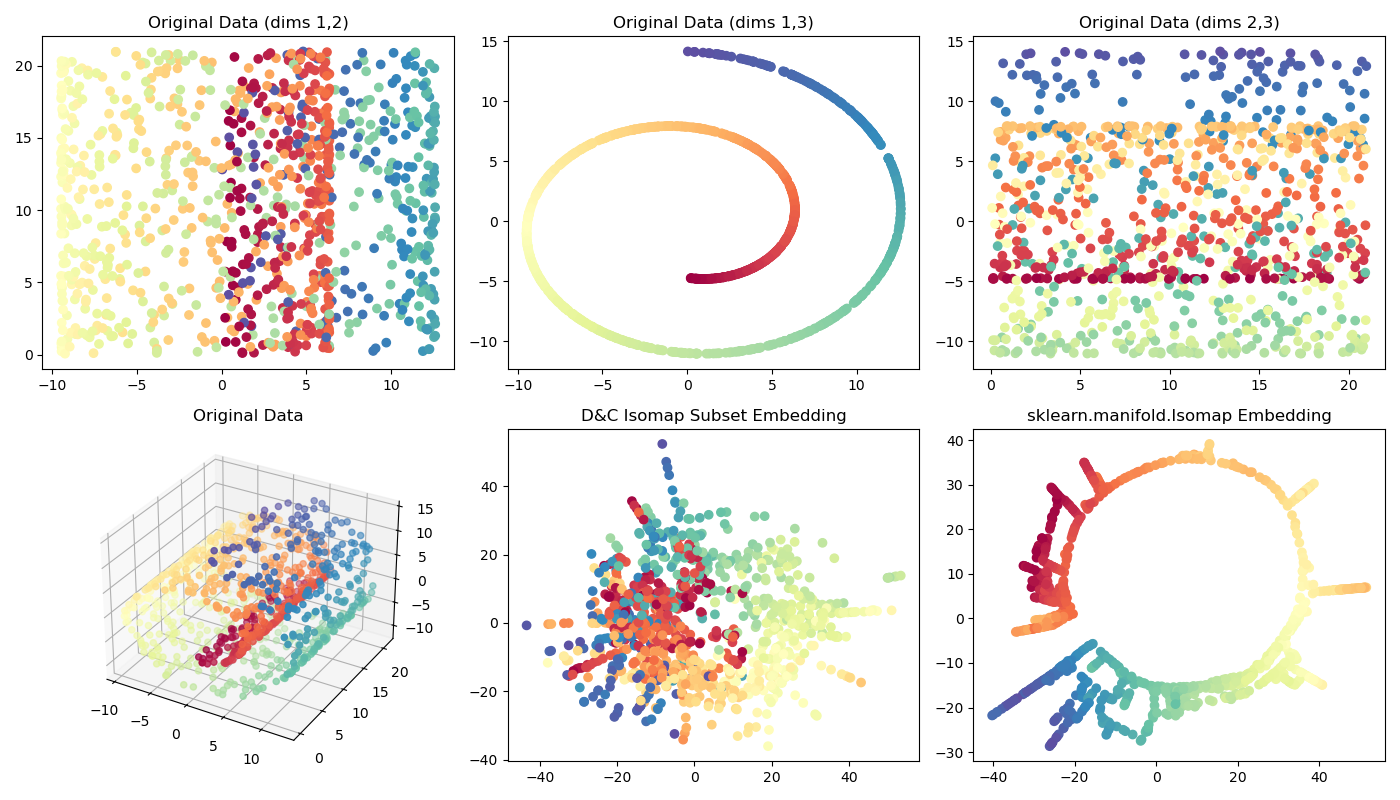 Original Data (dims 1,2)
20
15
10
5
0
−10 −5 0 5 10
Original Data (dims 1,3)
15
10
5
0
−5
−10
−10 −5 0 5 10
Original Data (dims 2,3)
15
10
5
0
−5
−10
0 5 10 15 20
Original Data
15
10
5
0
−5
−10
−10 −5 0 5 10
0 5 10 15 20
D&C Isomap Subset Embedding
40
20
0
−20
−40
−40 −20 0 20 40
sklearn.manifold.Isomap Embedding
40
30
20
10
0
−10
−20
−30
−40 −20 0 20 40